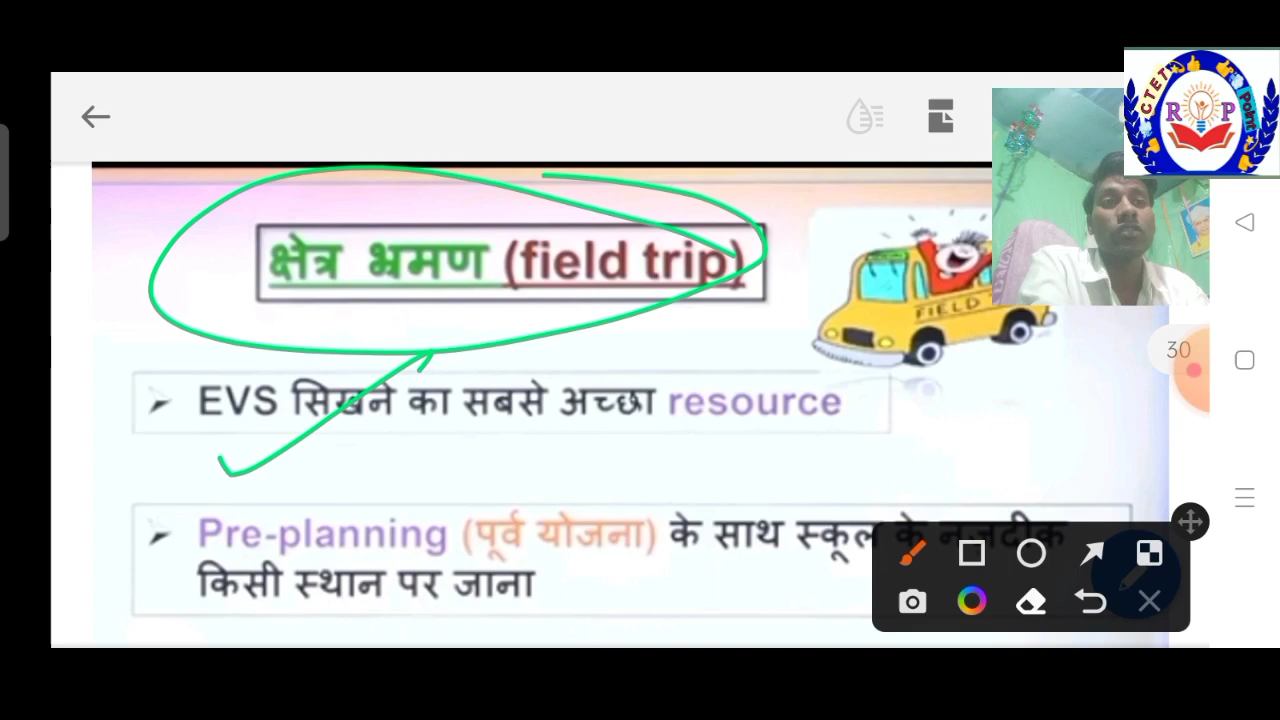 CTET Point
R P
क्षेत्र भ्रमण (field trip)
FIELD
EVS सिखने का सबसे अच्छा resource
30
Pre-planning (पूर्व योजना) के साथ स्कूल के नजदीक
किसी स्थान पर जाना